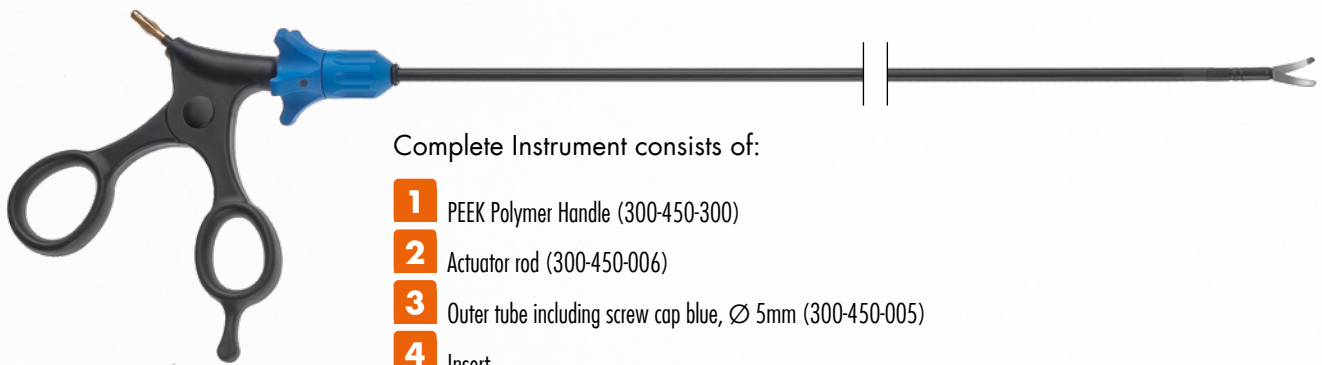 Complete Instrument consists of:
1 PEEK Polymer Handle (300-450-300)
2 Actuator rod (300-450-006)
3 Outer tube including screw cap blue, Ø 5mm (300-450-005)
4 Insert